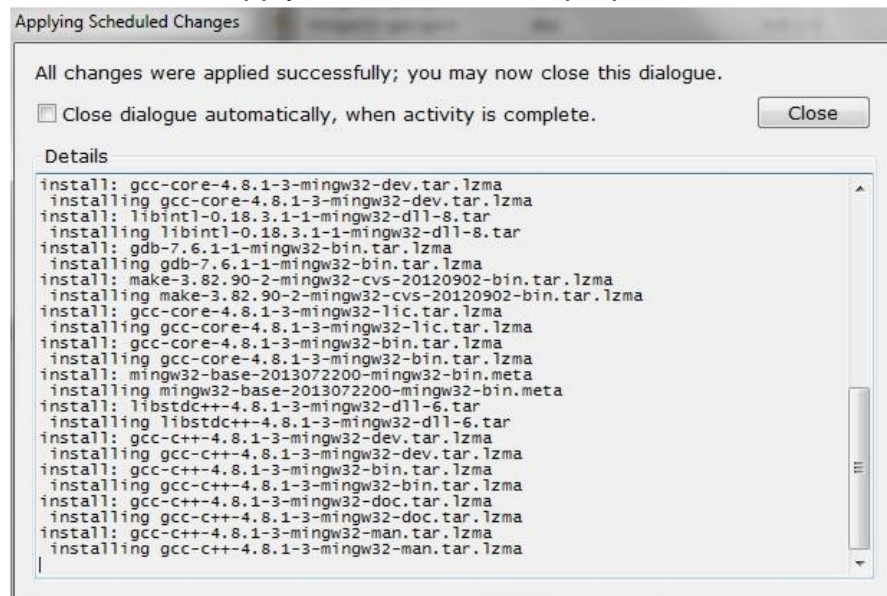 Applying Scheduled Changes
All changes were applied successfully; you may now close this dialogue.
Close dialogue automatically, when activity is complete.
Close
Details
install: gcc-core-4.8.1-3-mingw32-dev.tar.lzma
installing gcc-core-4.8.1-3-mingw32-dev.tar.lzma
install: libintl-0.18.3.1-1-mingw32-dll-8.tar
installing libintl-0.18.3.1-1-mingw32-dll-8.tar
install: gdb-7.6.1-1-mingw32-bin.tar.lzma
installing gdb-7.6.1-1-mingw32-bin.tar.lzma
install: make-3.82.90-2-mingw32-cvs-20120902-bin.tar.lzma
installing make-3.82.90-2-mingw32-cvs-20120902-bin.tar.lzma
install: gcc-core-4.8.1-3-mingw32-lic.tar.lzma
installing gcc-core-4.8.1-3-mingw32-lic.tar.lzma
install: gcc-core-4.8.1-3-mingw32-bin.tar.lzma
installing gcc-core-4.8.1-3-mingw32-bin.tar.lzma
install: mingw32-base-2013072200-mingw32-bin.meta
installing mingw32-base-2013072200-mingw32-bin.meta
install: libstdc++-4.8.1-3-mingw32-dll-6.tar
installing libstdc++-4.8.1-3-mingw32-dll-6.tar
install: gcc-c++-4.8.1-3-mingw32-dev.tar.lzma
installing gcc-c++-4.8.1-3-mingw32-dev.tar.lzma
install: gcc-c++-4.8.1-3-mingw32-bin.tar.lzma
installing gcc-c++-4.8.1-3-mingw32-bin.tar.lzma
install: gcc-c++-4.8.1-3-mingw32-doc.tar.lzma
installing gcc-c++-4.8.1-3-mingw32-doc.tar.lzma
install: gcc-c++-4.8.1-3-mingw32-man.tar.lzma
installing gcc-c++-4.8.1-3-mingw32-man.tar.lzma